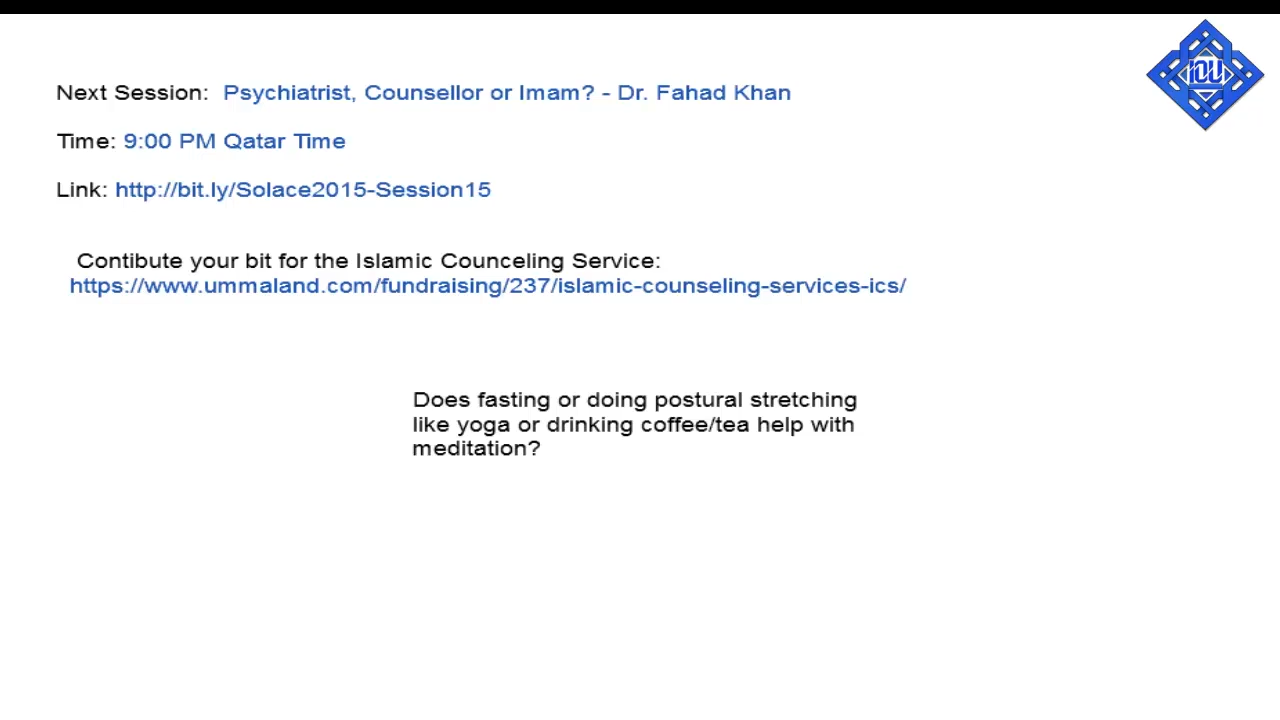 Next Session: Psychiatrist, Counsellor or Imam? - Dr. Fahad Khan
Time: 9:00 PM Qatar Time
Link: http://bit.ly/Solace2015-Session15
Contibute your bit for the Islamic Counceling Service:
https://www.ummaland.com/fundraising/237/islamic-counseling-services-ics/
Does fasting or doing postural stretching
like yoga or drinking coffee/tea help with
meditation?